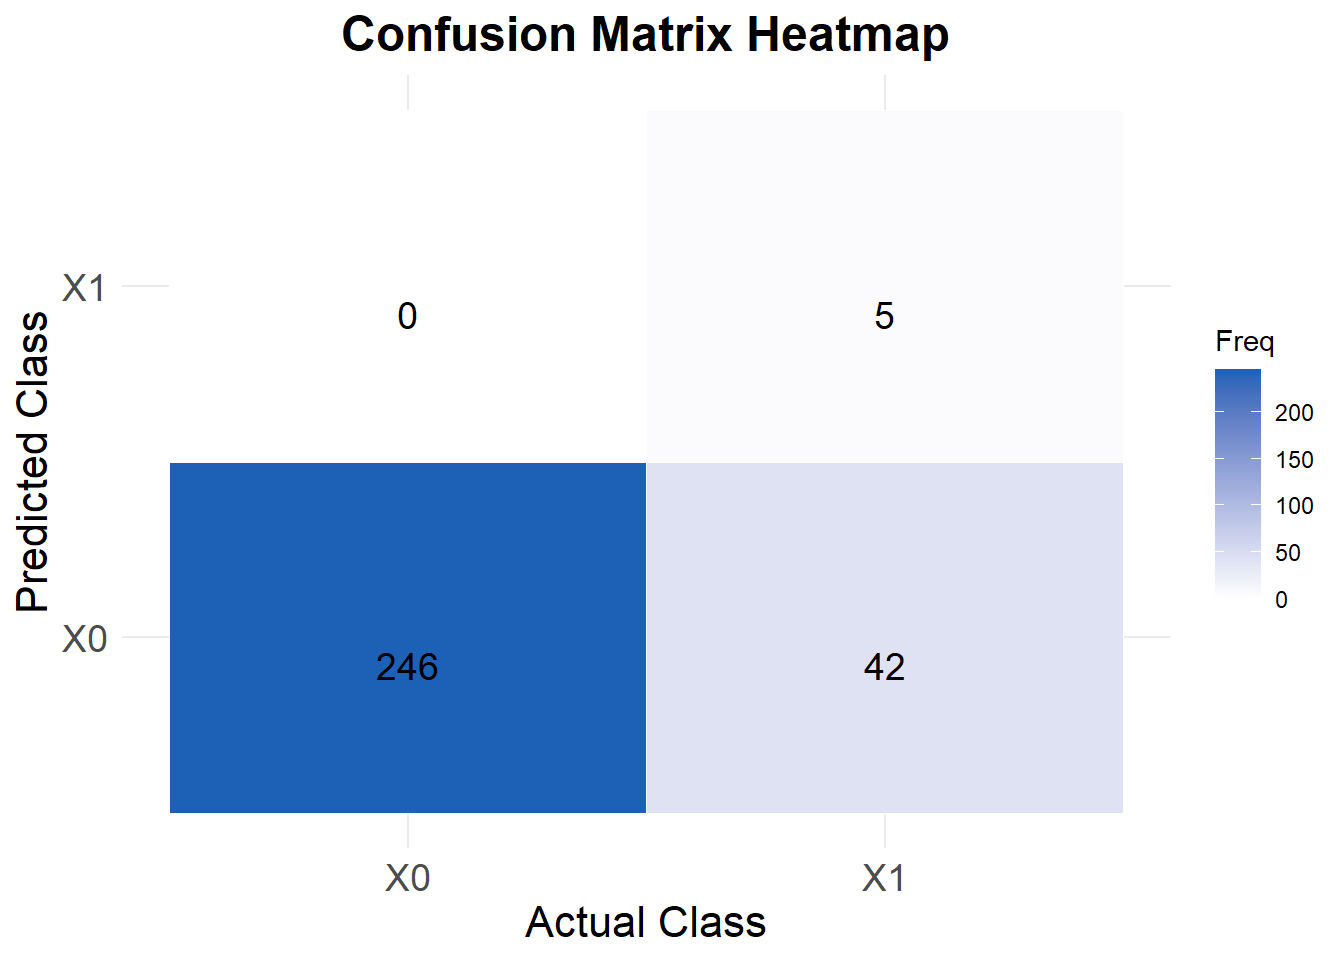 Confusion Matrix Heatmap
Predicted Class
X1
X0
0
5
246
42
X0
X1
Actual Class
Freq
200
150
100
50
0